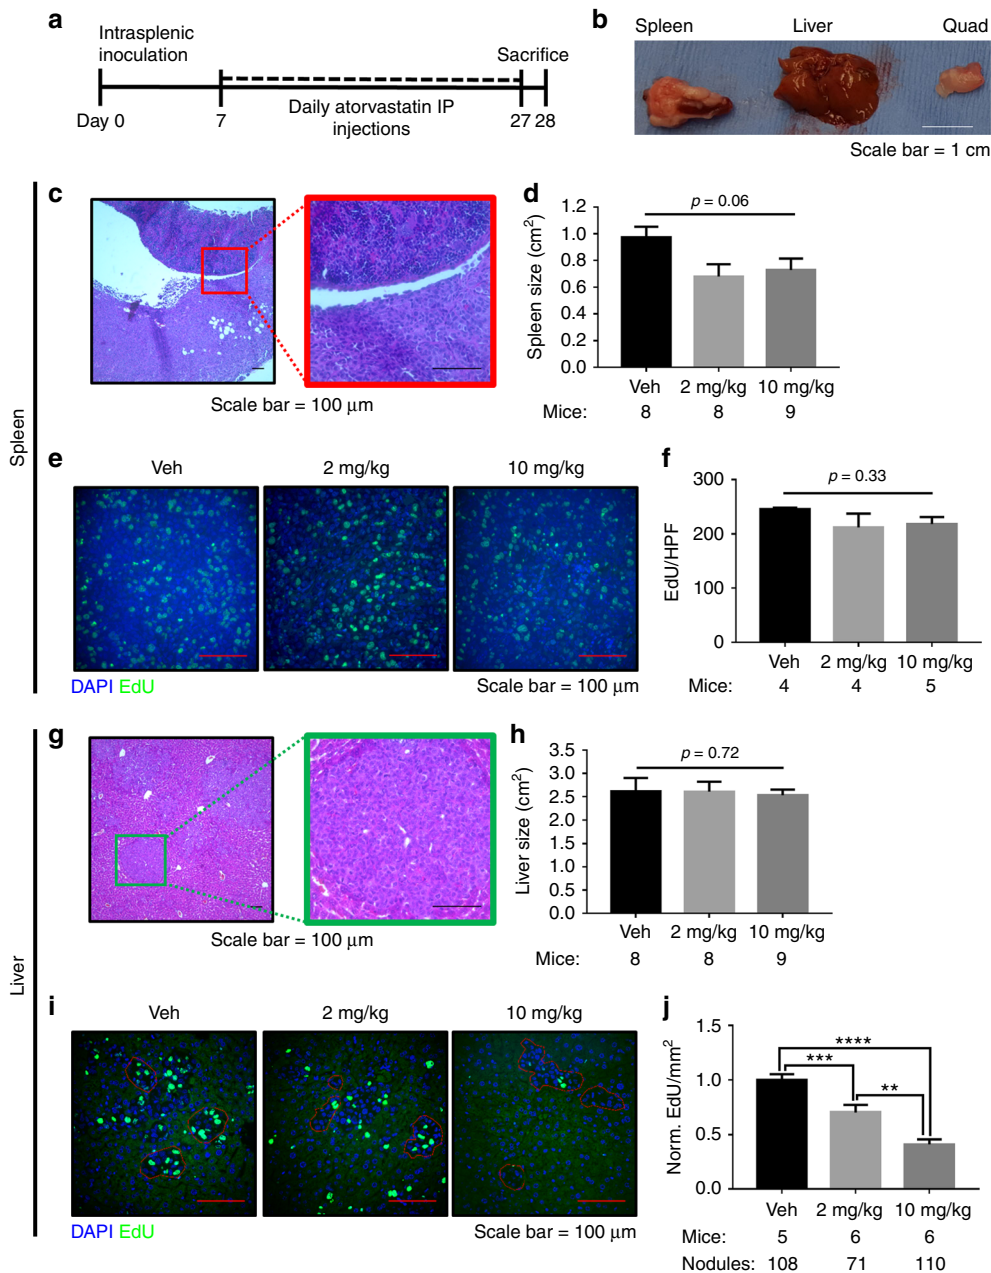 a
Intrasplenic
inoculation
Sacrifice
Day 0
7
Daily atorvastatin IP
injections
27 28
b
Spleen Liver Quad
Scale bar = 1 cm
Spleen
c
Scale bar = 100 μm
d
Spleen size (cm²)
1.2
1.0
0.8
0.6
0.4
0.2
0.0
p = 0.06
Veh 2 mg/kg 10 mg/kg
Mice: 8 8 9
e
Veh 2 mg/kg 10 mg/kg
DAPI EdU
Scale bar = 100 μm
f
EdU/HPF
300
200
100
0
p = 0.33
Veh 2 mg/kg 10 mg/kg
Mice: 4 4 5
Liver
g
Scale bar = 100 μm
h
Liver size (cm²)
3.5
3.0
2.5
2.0
1.5
1.0
0.5
0.0
p = 0.72
Veh 2 mg/kg 10 mg/kg
Mice: 8 8 9
i
Veh 2 mg/kg 10 mg/kg
DAPI EdU
Scale bar = 100 μm
j
Norm. EdU/mm²
1.5
1.0
0.5
0.0
****
***
**
Veh 2 mg/kg 10 mg/kg
Mice: 5 6 6
Nodules: 108 71 110